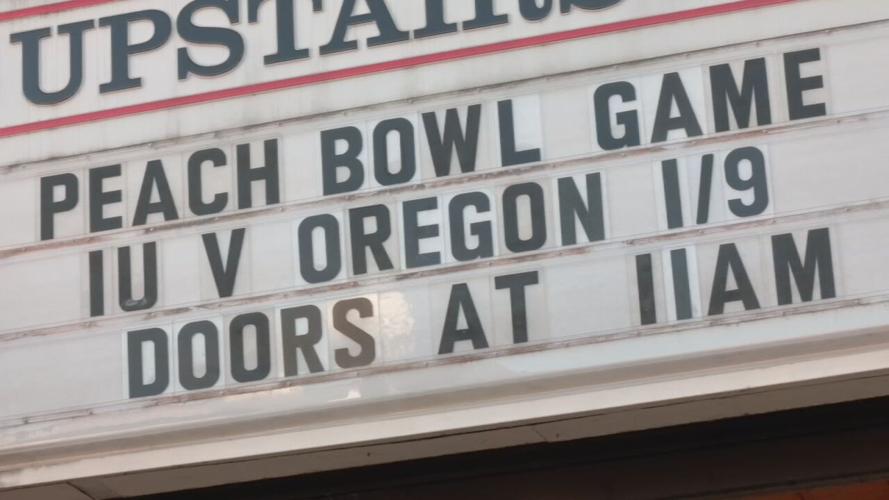 UPSTAIRS
PEACH BOWL GAME
IU V OREGON 1/9
DOORS AT 11AM